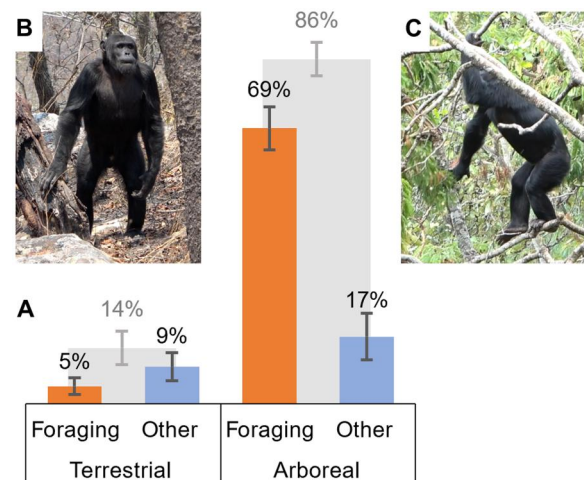 B
C
86%
69%
A
14%
17%
5%
9%
Foraging Other Foraging Other
Terrestrial Arboreal